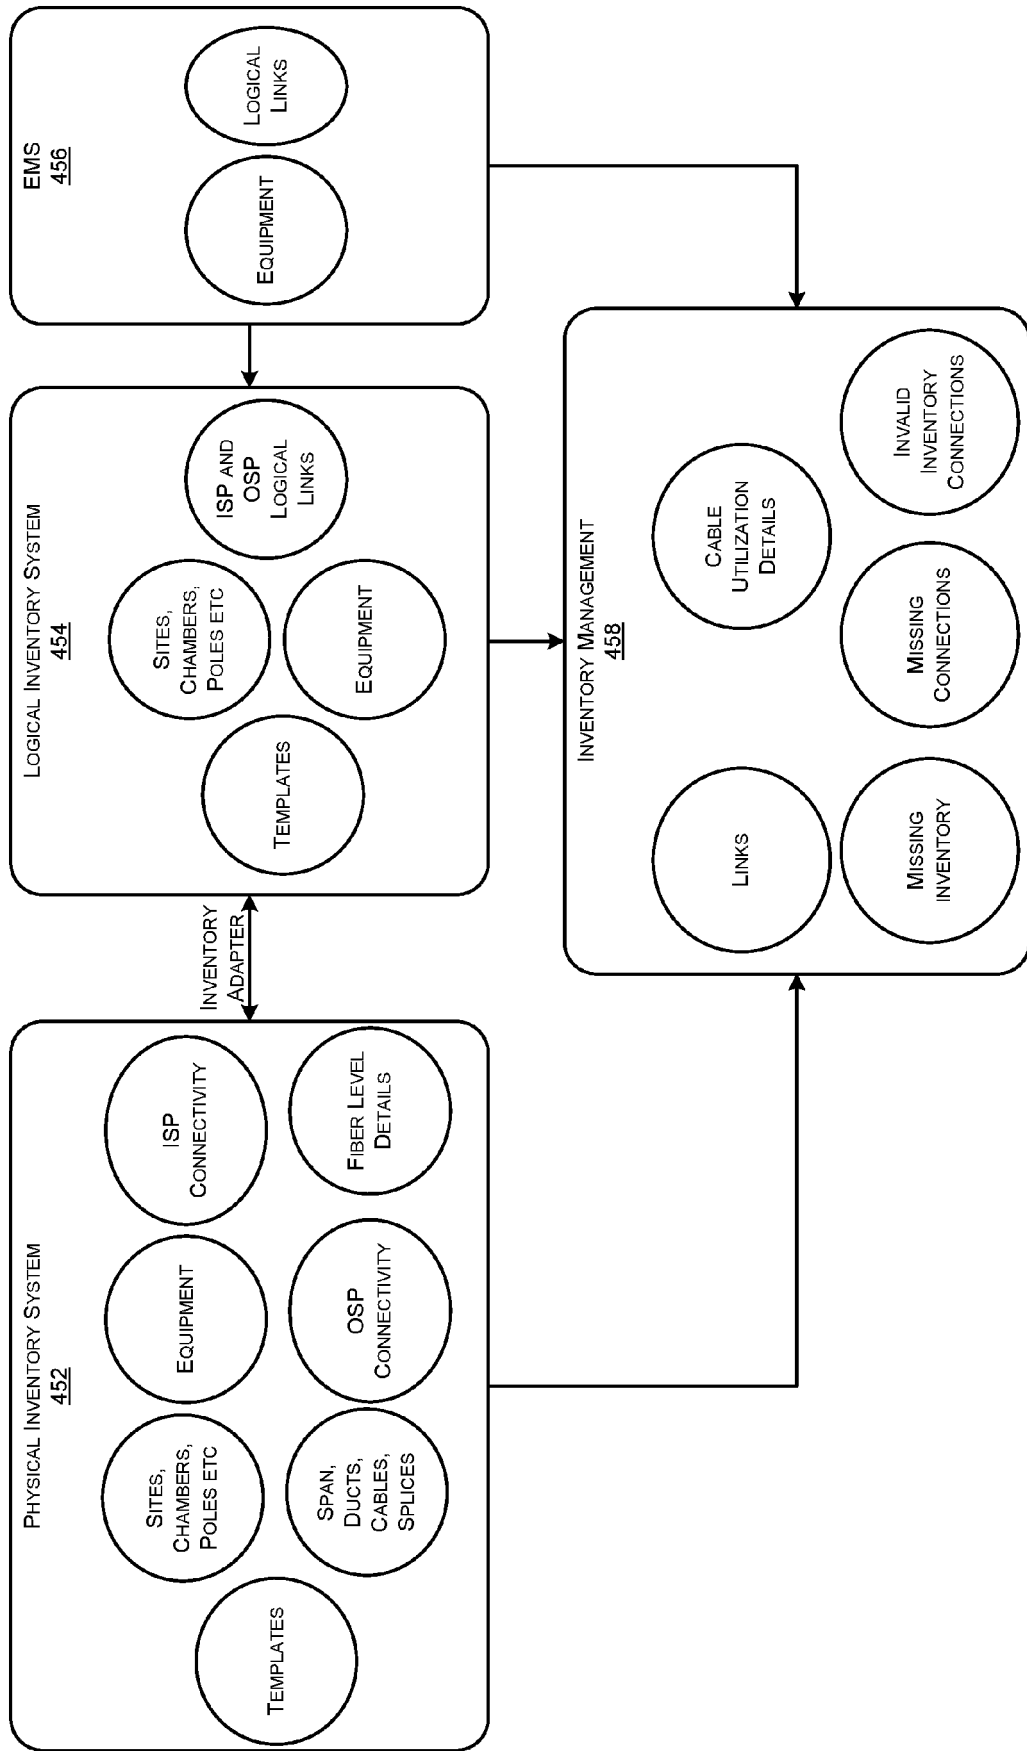 PHYSICAL INVENTORY SYSTEM
452
TEMPLATES
SITES,
CHAMBERS,
POLES ETC
EQUIPMENT
ISP
CONNECTIVITY
SPAN,
DUCTS,
CABLES,
SPLICES
OSP
CONNECTIVITY
FIBER LEVEL
DETAILS
INVENTORY
ADAPTER
LOGICAL INVENTORY SYSTEM
454
TEMPLATES
SITES,
CHAMBERS,
POLES ETC
EQUIPMENT
ISP AND
OSP
LOGICAL
LINKS
EMS
456
EQUIPMENT
LOGICAL
LINKS
INVENTORY MANAGEMENT
458
LINKS
CABLE
UTILIZATION
DETAILS
MISSING
INVENTORY
MISSING
CONNECTIONS
INVALID
INVENTORY
CONNECTIONS